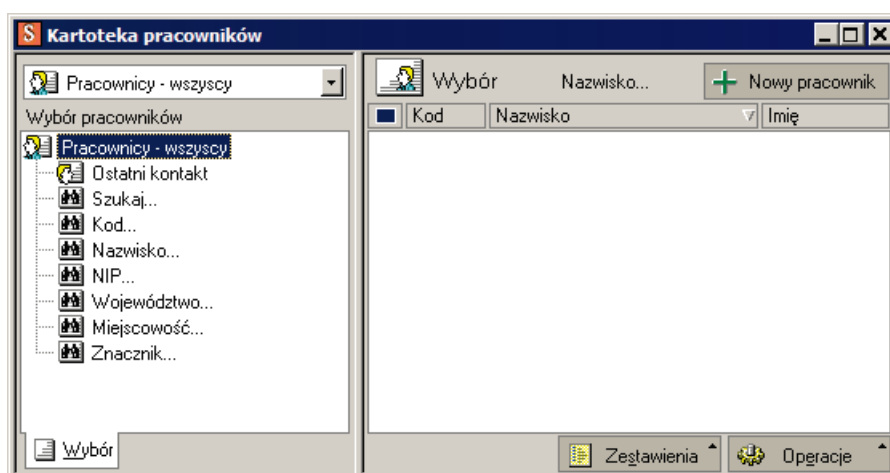 S Kartoteka pracowników
Pracownicy - wszyscy
Wybór pracowników
Pracownicy - wszyscy
Ostatni kontakt
Szukaj...
Kod...
Nazwisko...
NIP...
Województwo...
Miejscowość...
Znacznik...
Wybór
Wybór Nazwisko... Nowy pracownik
Kod Nazwisko Imię
Zestawienia Operacje